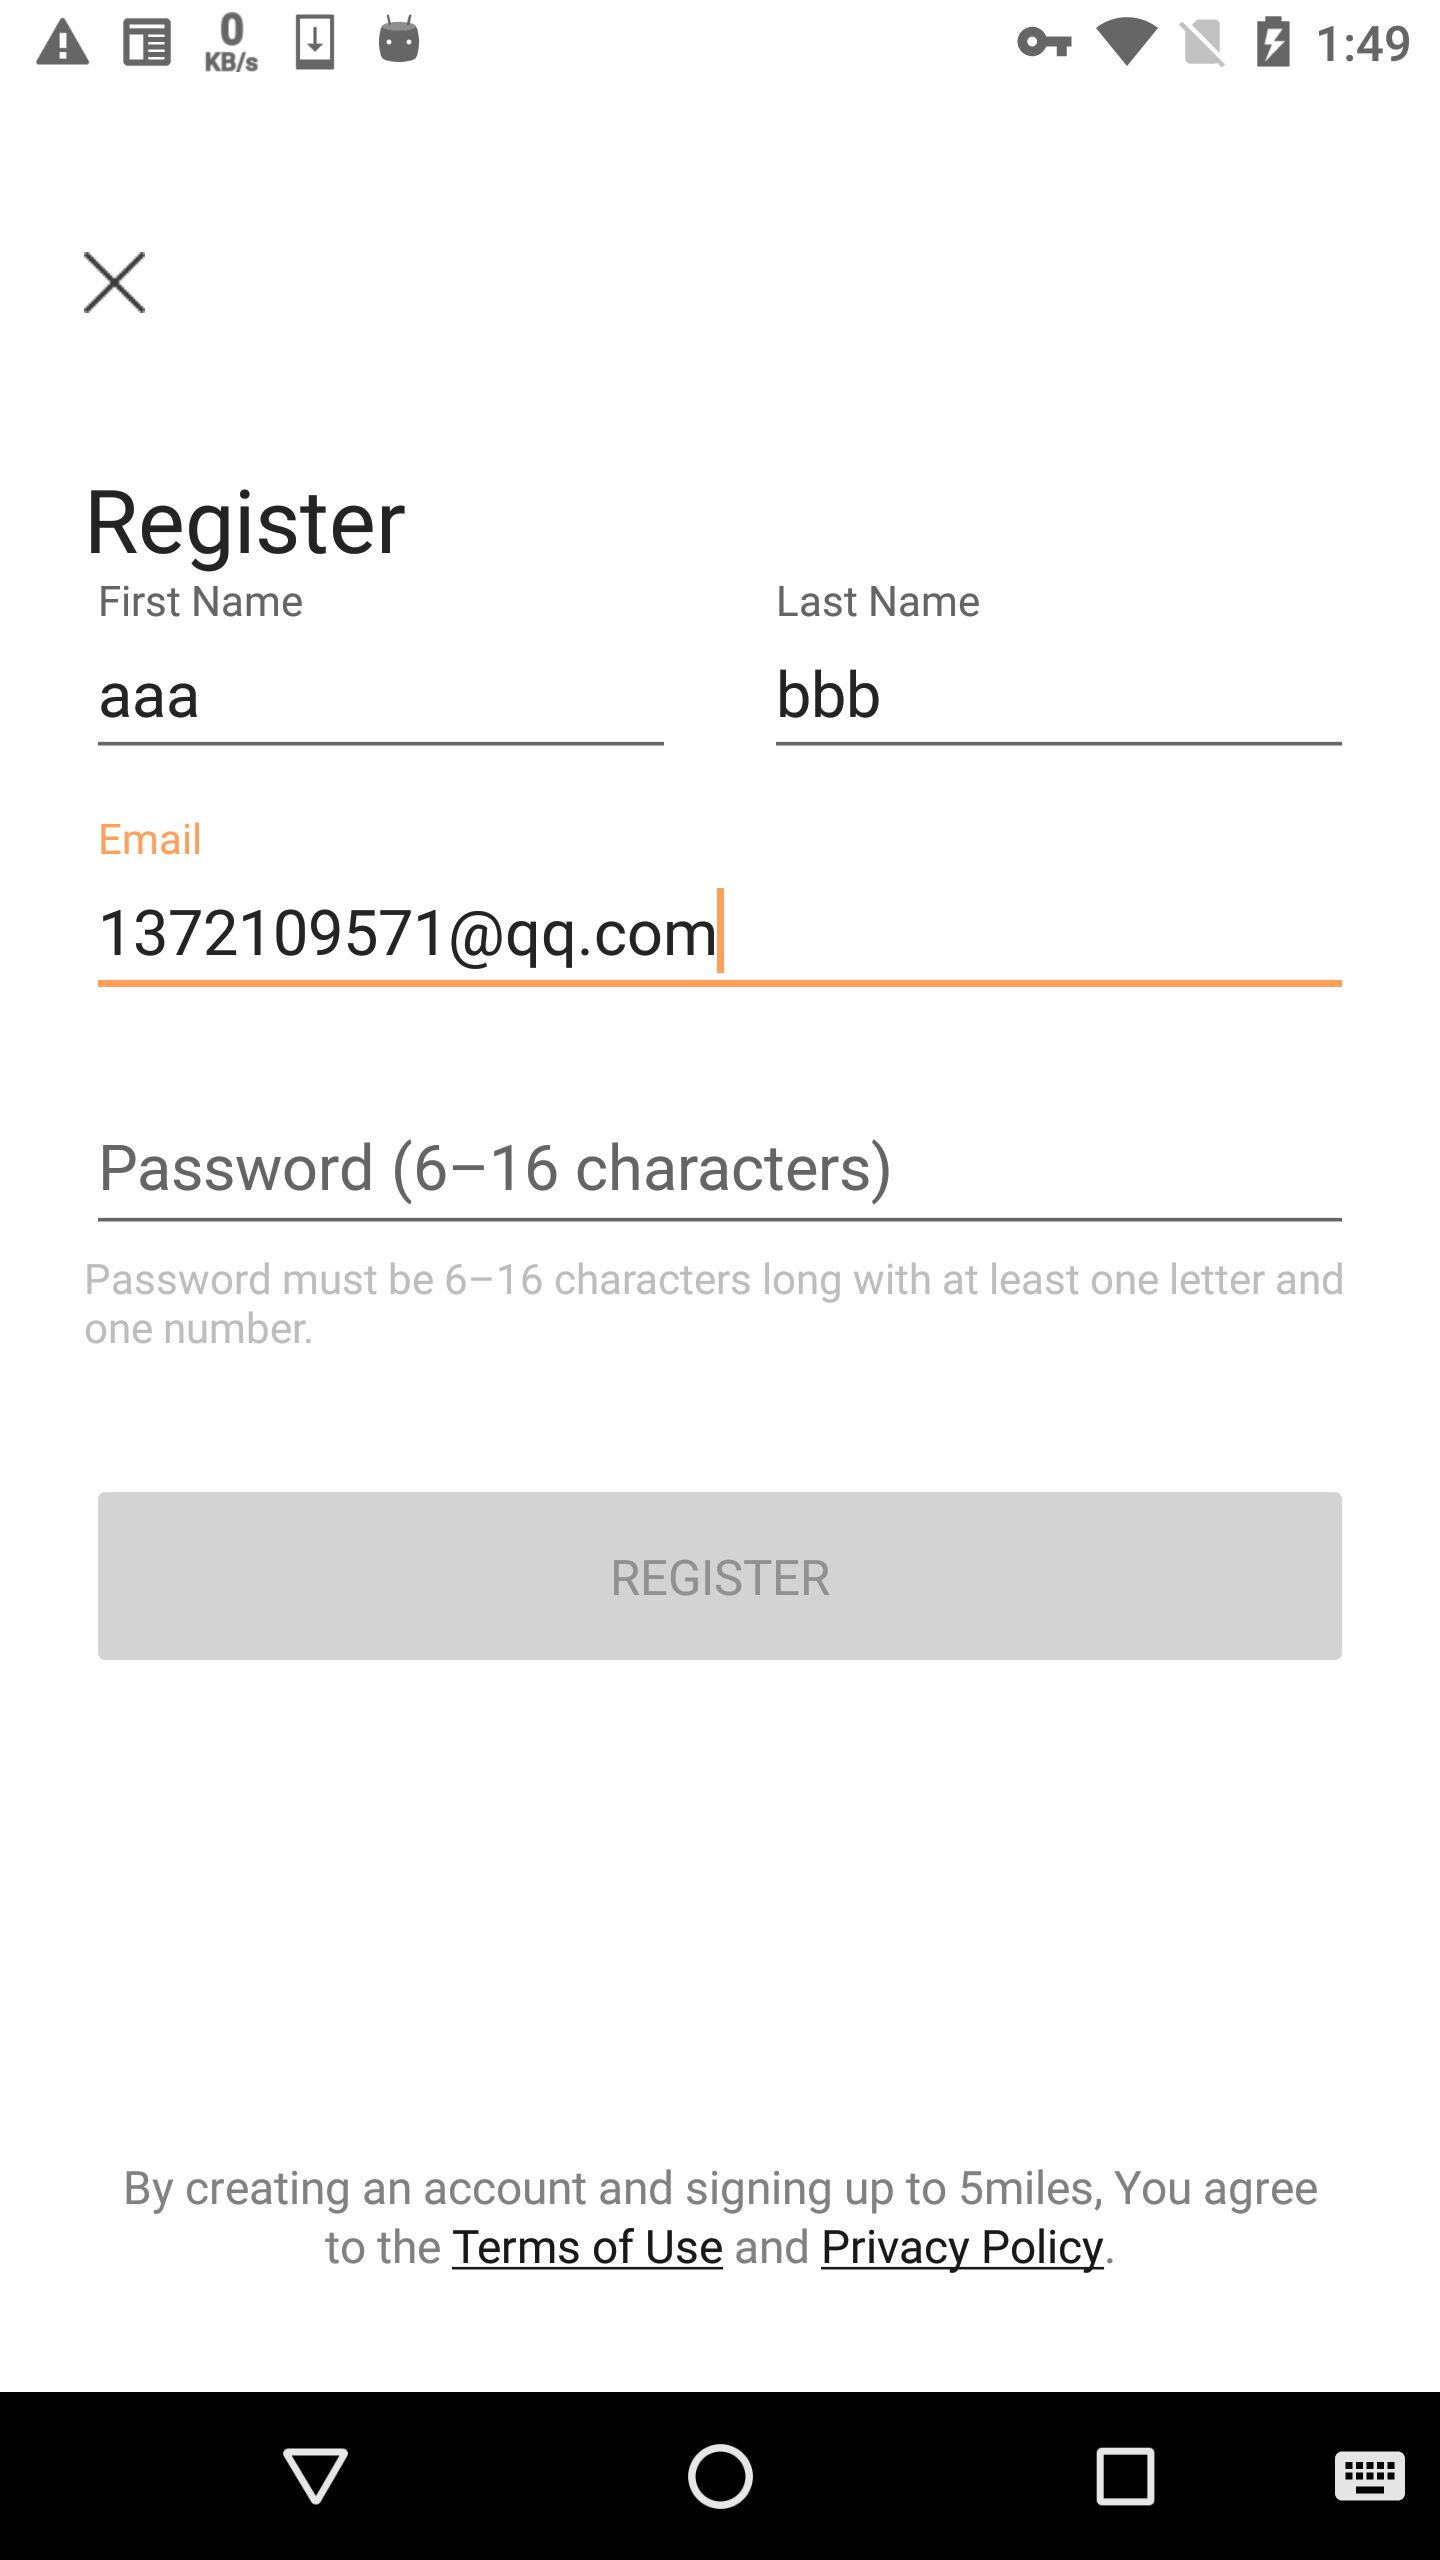 0
KB/s
1:49
Register
First Name
Last Name
aaa
bbb
Email
1372109571@qq.com
Password (6–16 characters)
Password must be 6–16 characters long with at least one letter and
one number.
REGISTER
By creating an account and signing up to 5miles, You agree
to the Terms of Use and Privacy Policy.